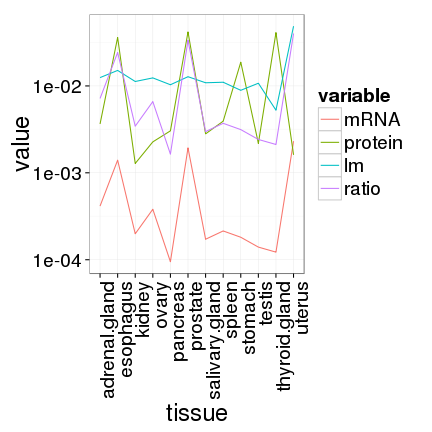 value
1e-02
1e-03
1e-04
adrenal.gland
esophagus
kidney
ovary
pancreas
prostate
salivary.gland
spleen
stomach
testis
thyroid.gland
uterus
tissue
variable
mRNA
protein
lm
ratio